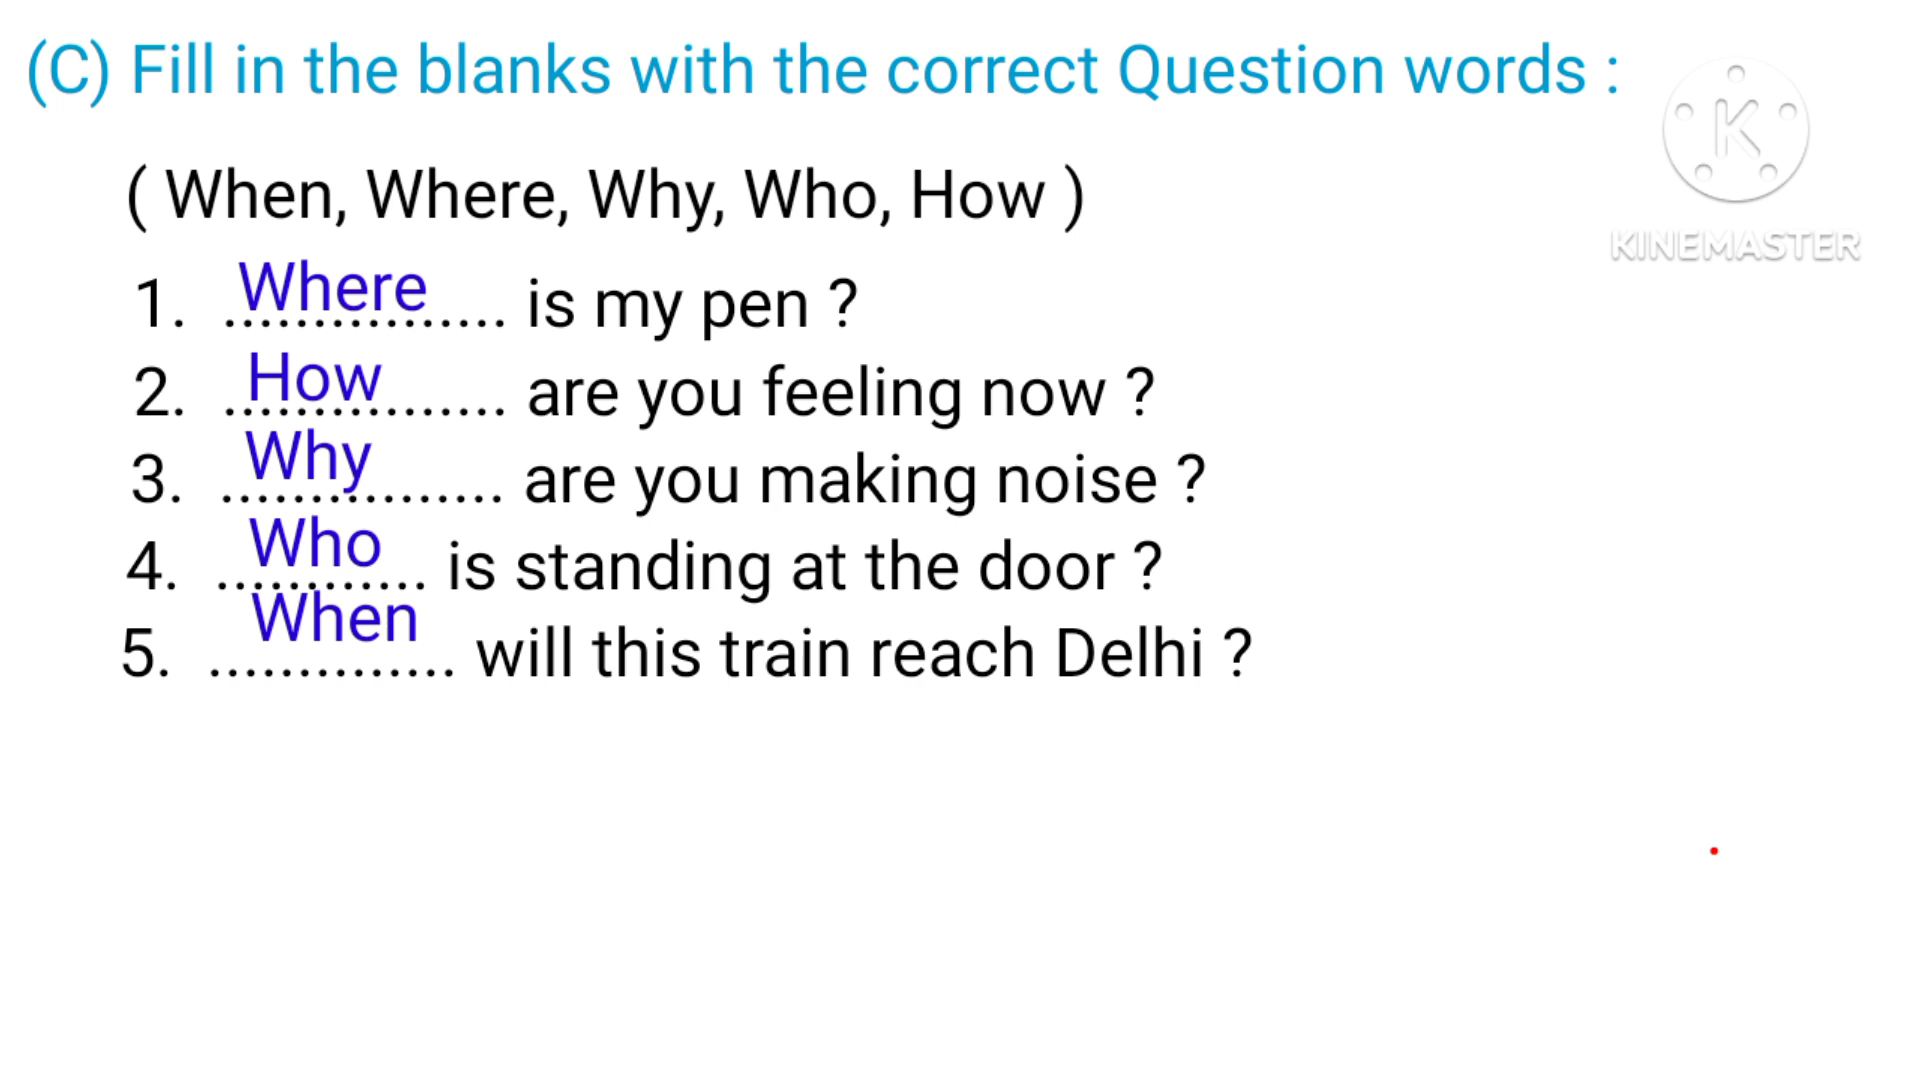 (C) Fill in the blanks with the correct Question words :
K
KINEMASTER
( When, Where, Why, Who, How )
1. Where ................ is my pen ?
2. How ................ are you feeling now ?
3. Why ................ are you making noise ?
4. Who ............ is standing at the door ?
5. When .............. will this train reach Delhi ?